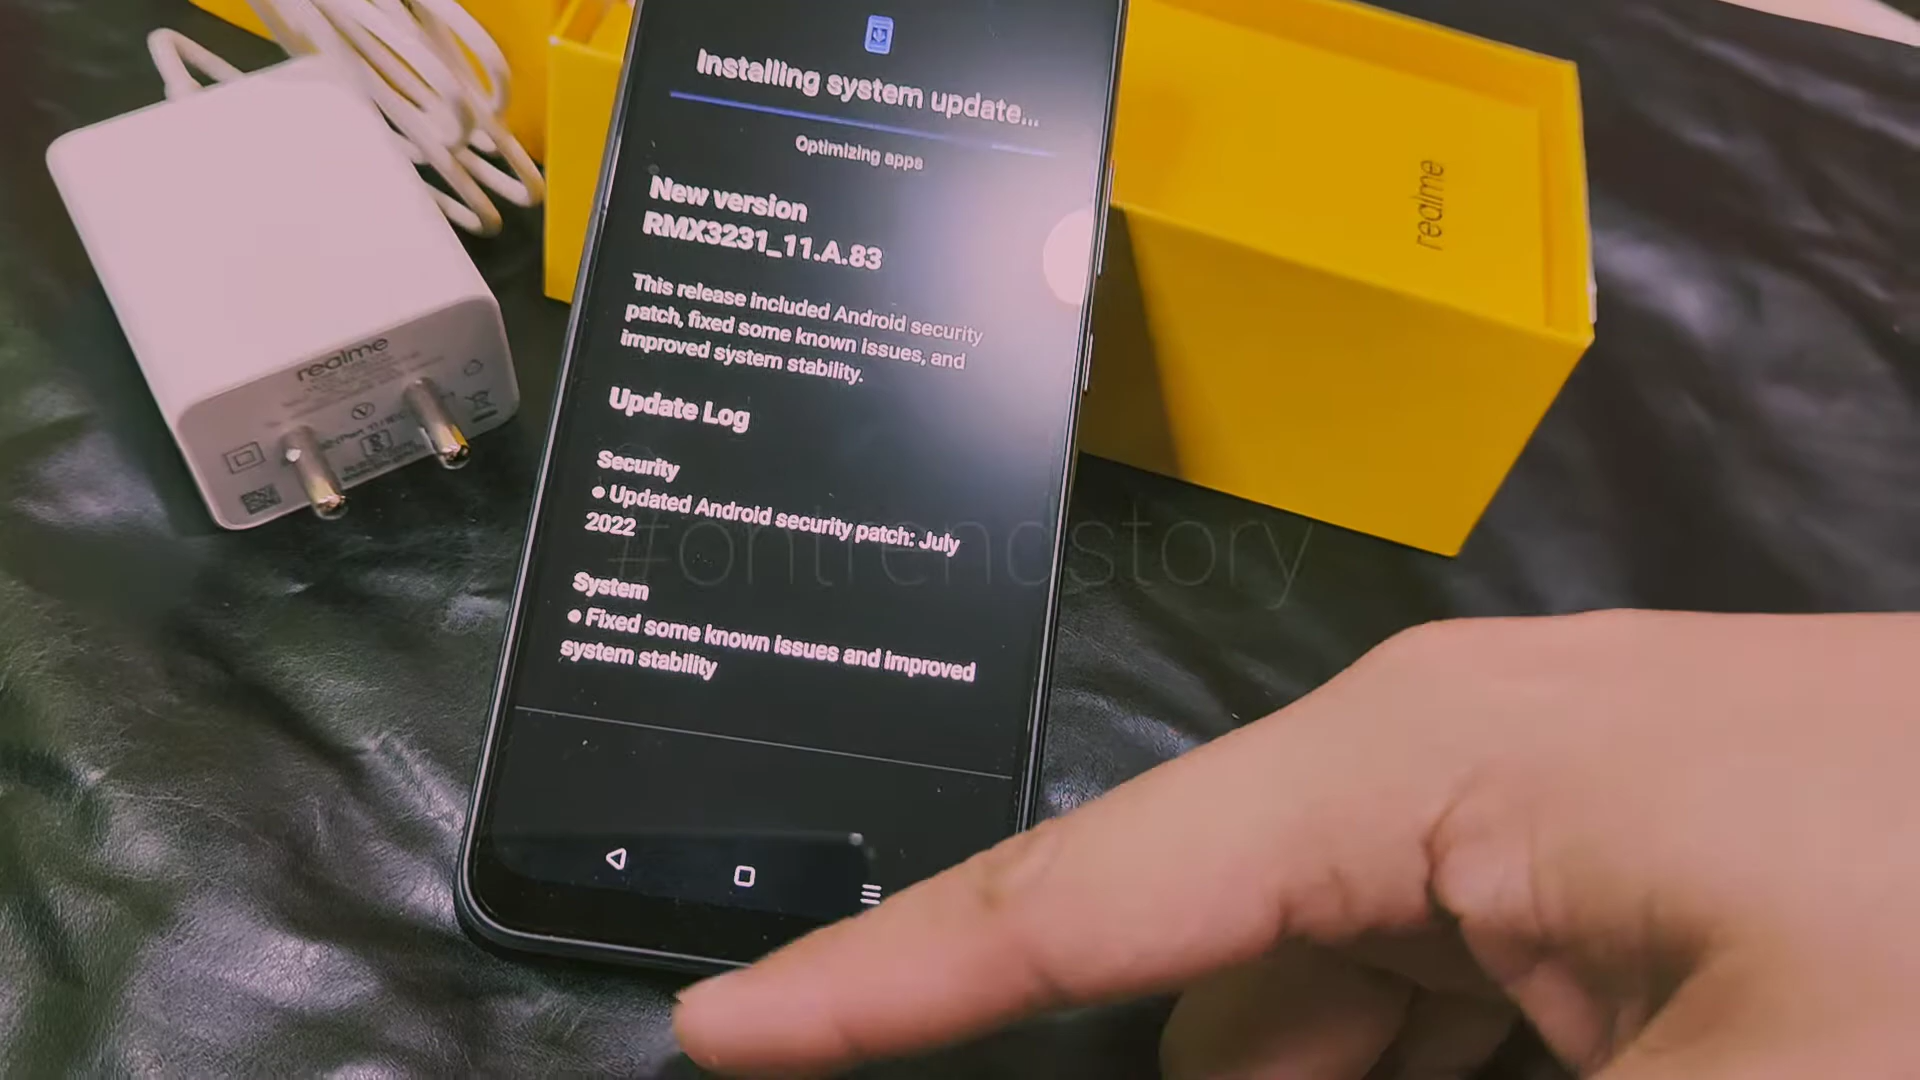 Installing system update...
Optimizing apps
New version
RMX3231_11.A.83
This release included Android security
patch, fixed some known issues, and
improved system stability.
Update Log
Security
● Updated Android security patch: July
2022
System
● Fixed some known issues and improved
system stability
realme
realme
#ontrendstory